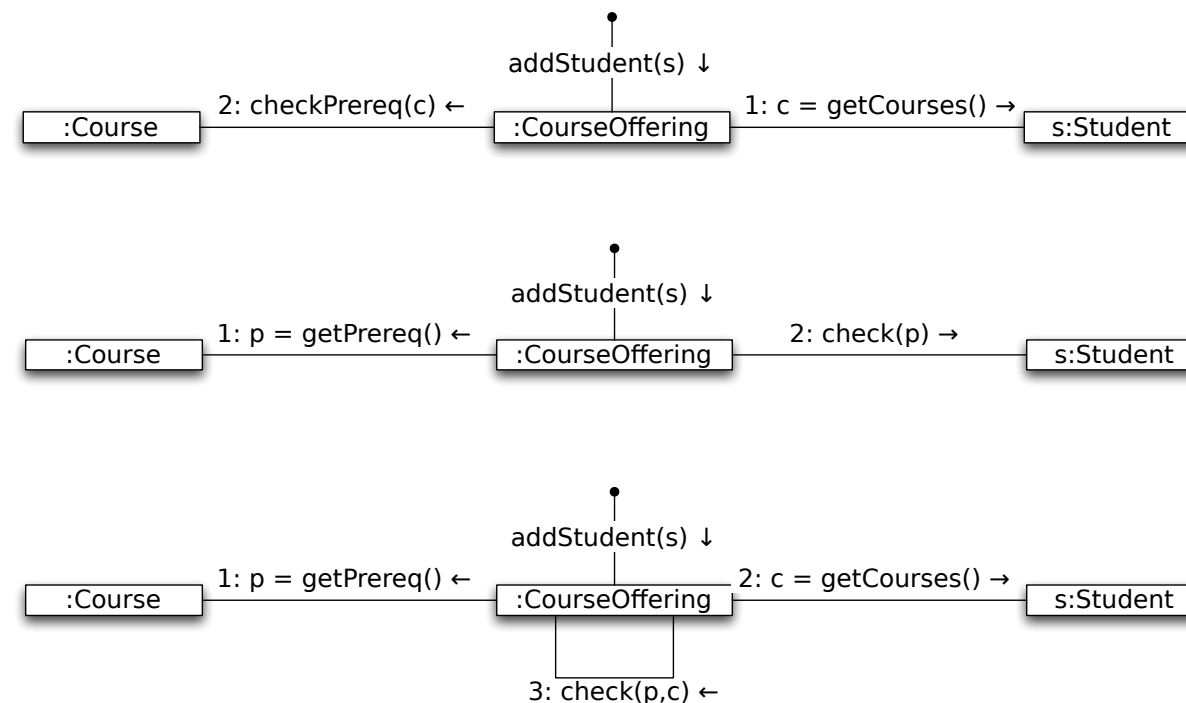 addStudent(s) ↓
2: checkPrereq(c) ←
1: c = getCourses() →
:Course
:CourseOffering
s:Student
addStudent(s) ↓
1: p = getPrereq() ←
2: check(p) →
:Course
:CourseOffering
s:Student
addStudent(s) ↓
1: p = getPrereq() ←
2: c = getCourses() →
:Course
:CourseOffering
s:Student
3: check(p,c) ←